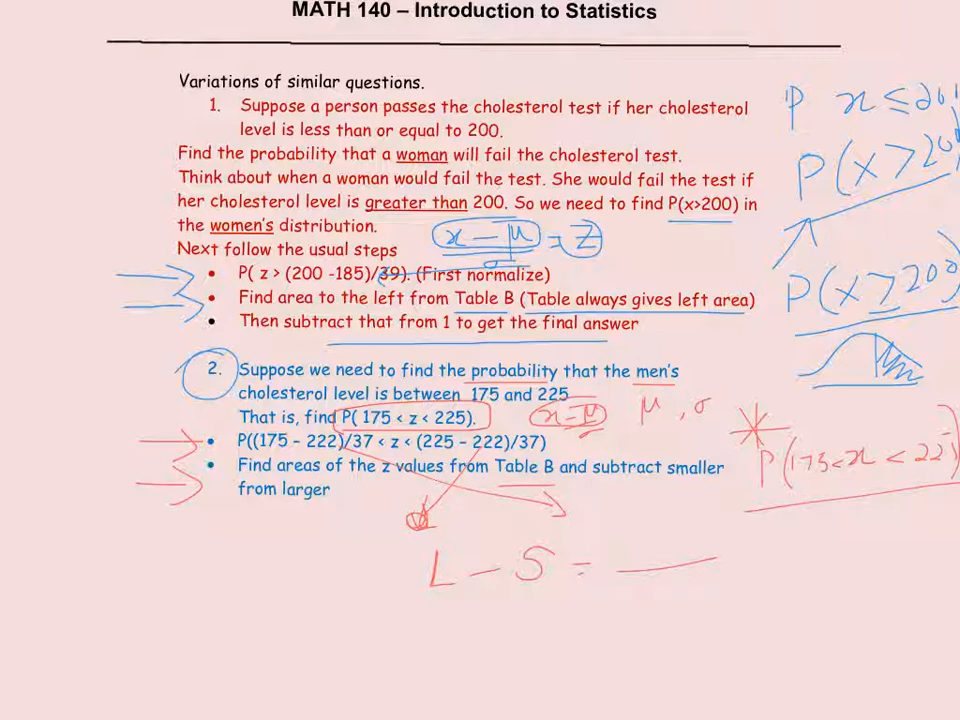 MATH 140 – Introduction to Statistics
Variations of similar questions.
1. Suppose a person passes the cholesterol test if her cholesterol
level is less than or equal to 200.
Find the probability that a woman will fail the cholesterol test.
Think about when a woman would fail the test. She would fail the test if
her cholesterol level is greater than 200. So we need to find P(x>200) in
the women's distribution.
Next follow the usual steps
• P( z > (200 -185)/39). (First normalize)
• Find area to the left from Table B (Table always gives left area)
• Then subtract that from 1 to get the final answer
2. Suppose we need to find the probability that the men's
cholesterol level is between 175 and 225
That is, find P( 175 < z < 225).
• P((175 – 222)/37 < z < (225 – 222)/37)
• Find areas of the z values from Table B and subtract smaller
from larger
P x ≤
P(x > 200
x – μ = z
σ
P(x > 200)
x – μ
μ , σ
P(175 < x < 225)
L – S =